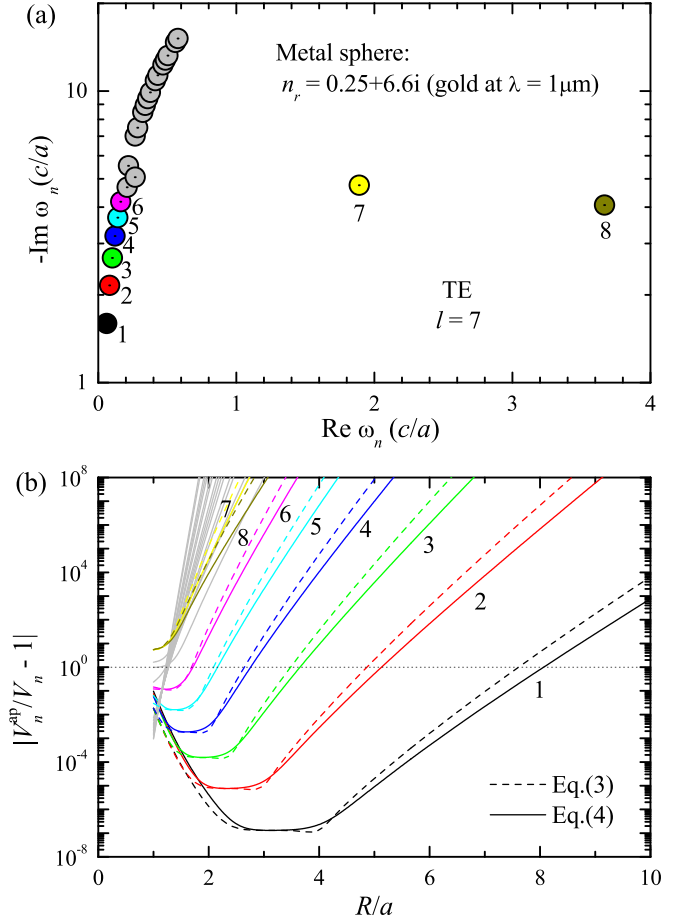 (a)
Metal sphere:
n_r = 0.25+6.6i (gold at λ = 1μm)
10
-Im ω_n (c/a)
6
5
4
3
2
1
7
8
TE
l = 7
1
0 1 2 3 4
Re ω_n (c/a)
(b)
10^8
7
8
6
5
4
3
2
1
10^4
10^0
10^-4
10^-8
|V_n^ap/V_n - 1|
Eq.(3)
Eq.(4)
2 4 6 8 10
R/a